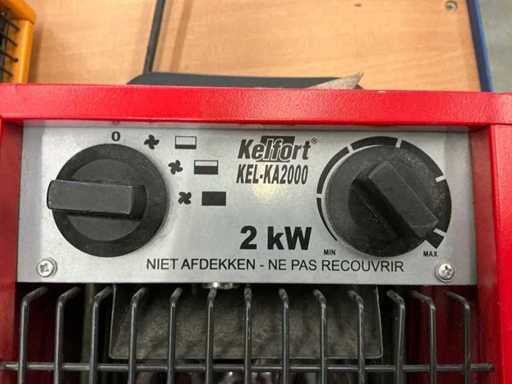 0
Kelfort®
KEL-KA2000
2 kW
MIN
MAX
NIET AFDEKKEN - NE PAS RECOUVRIR